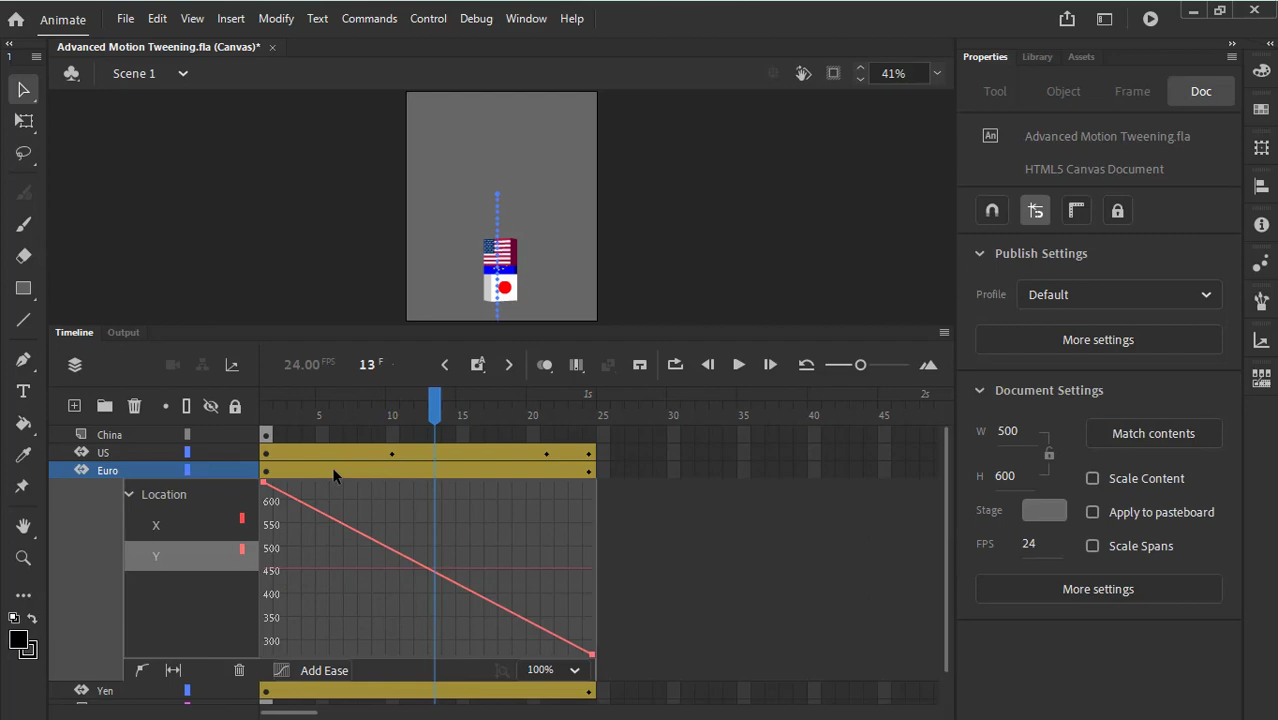 Animate File Edit View Insert Modify Text Commands Control Debug Window Help
Advanced Motion Tweening.fla (Canvas)*
Properties Library Assets
1
Scene 1
41%
Tool Object Frame Doc
An Advanced Motion Tweening.fla
HTML5 Canvas Document
Publish Settings
Profile Default
More settings
Timeline Output
24.00 FPS 13 F
1s 2s
5 10 15 20 25 30 35 40 45
China
US
Euro
Location
X
Y
600
550
500
450
400
350
300
Add Ease 100%
Yen
Document Settings
W 500 Match contents
H 600 Scale Content
Stage Apply to pasteboard
FPS 24 Scale Spans
More settings